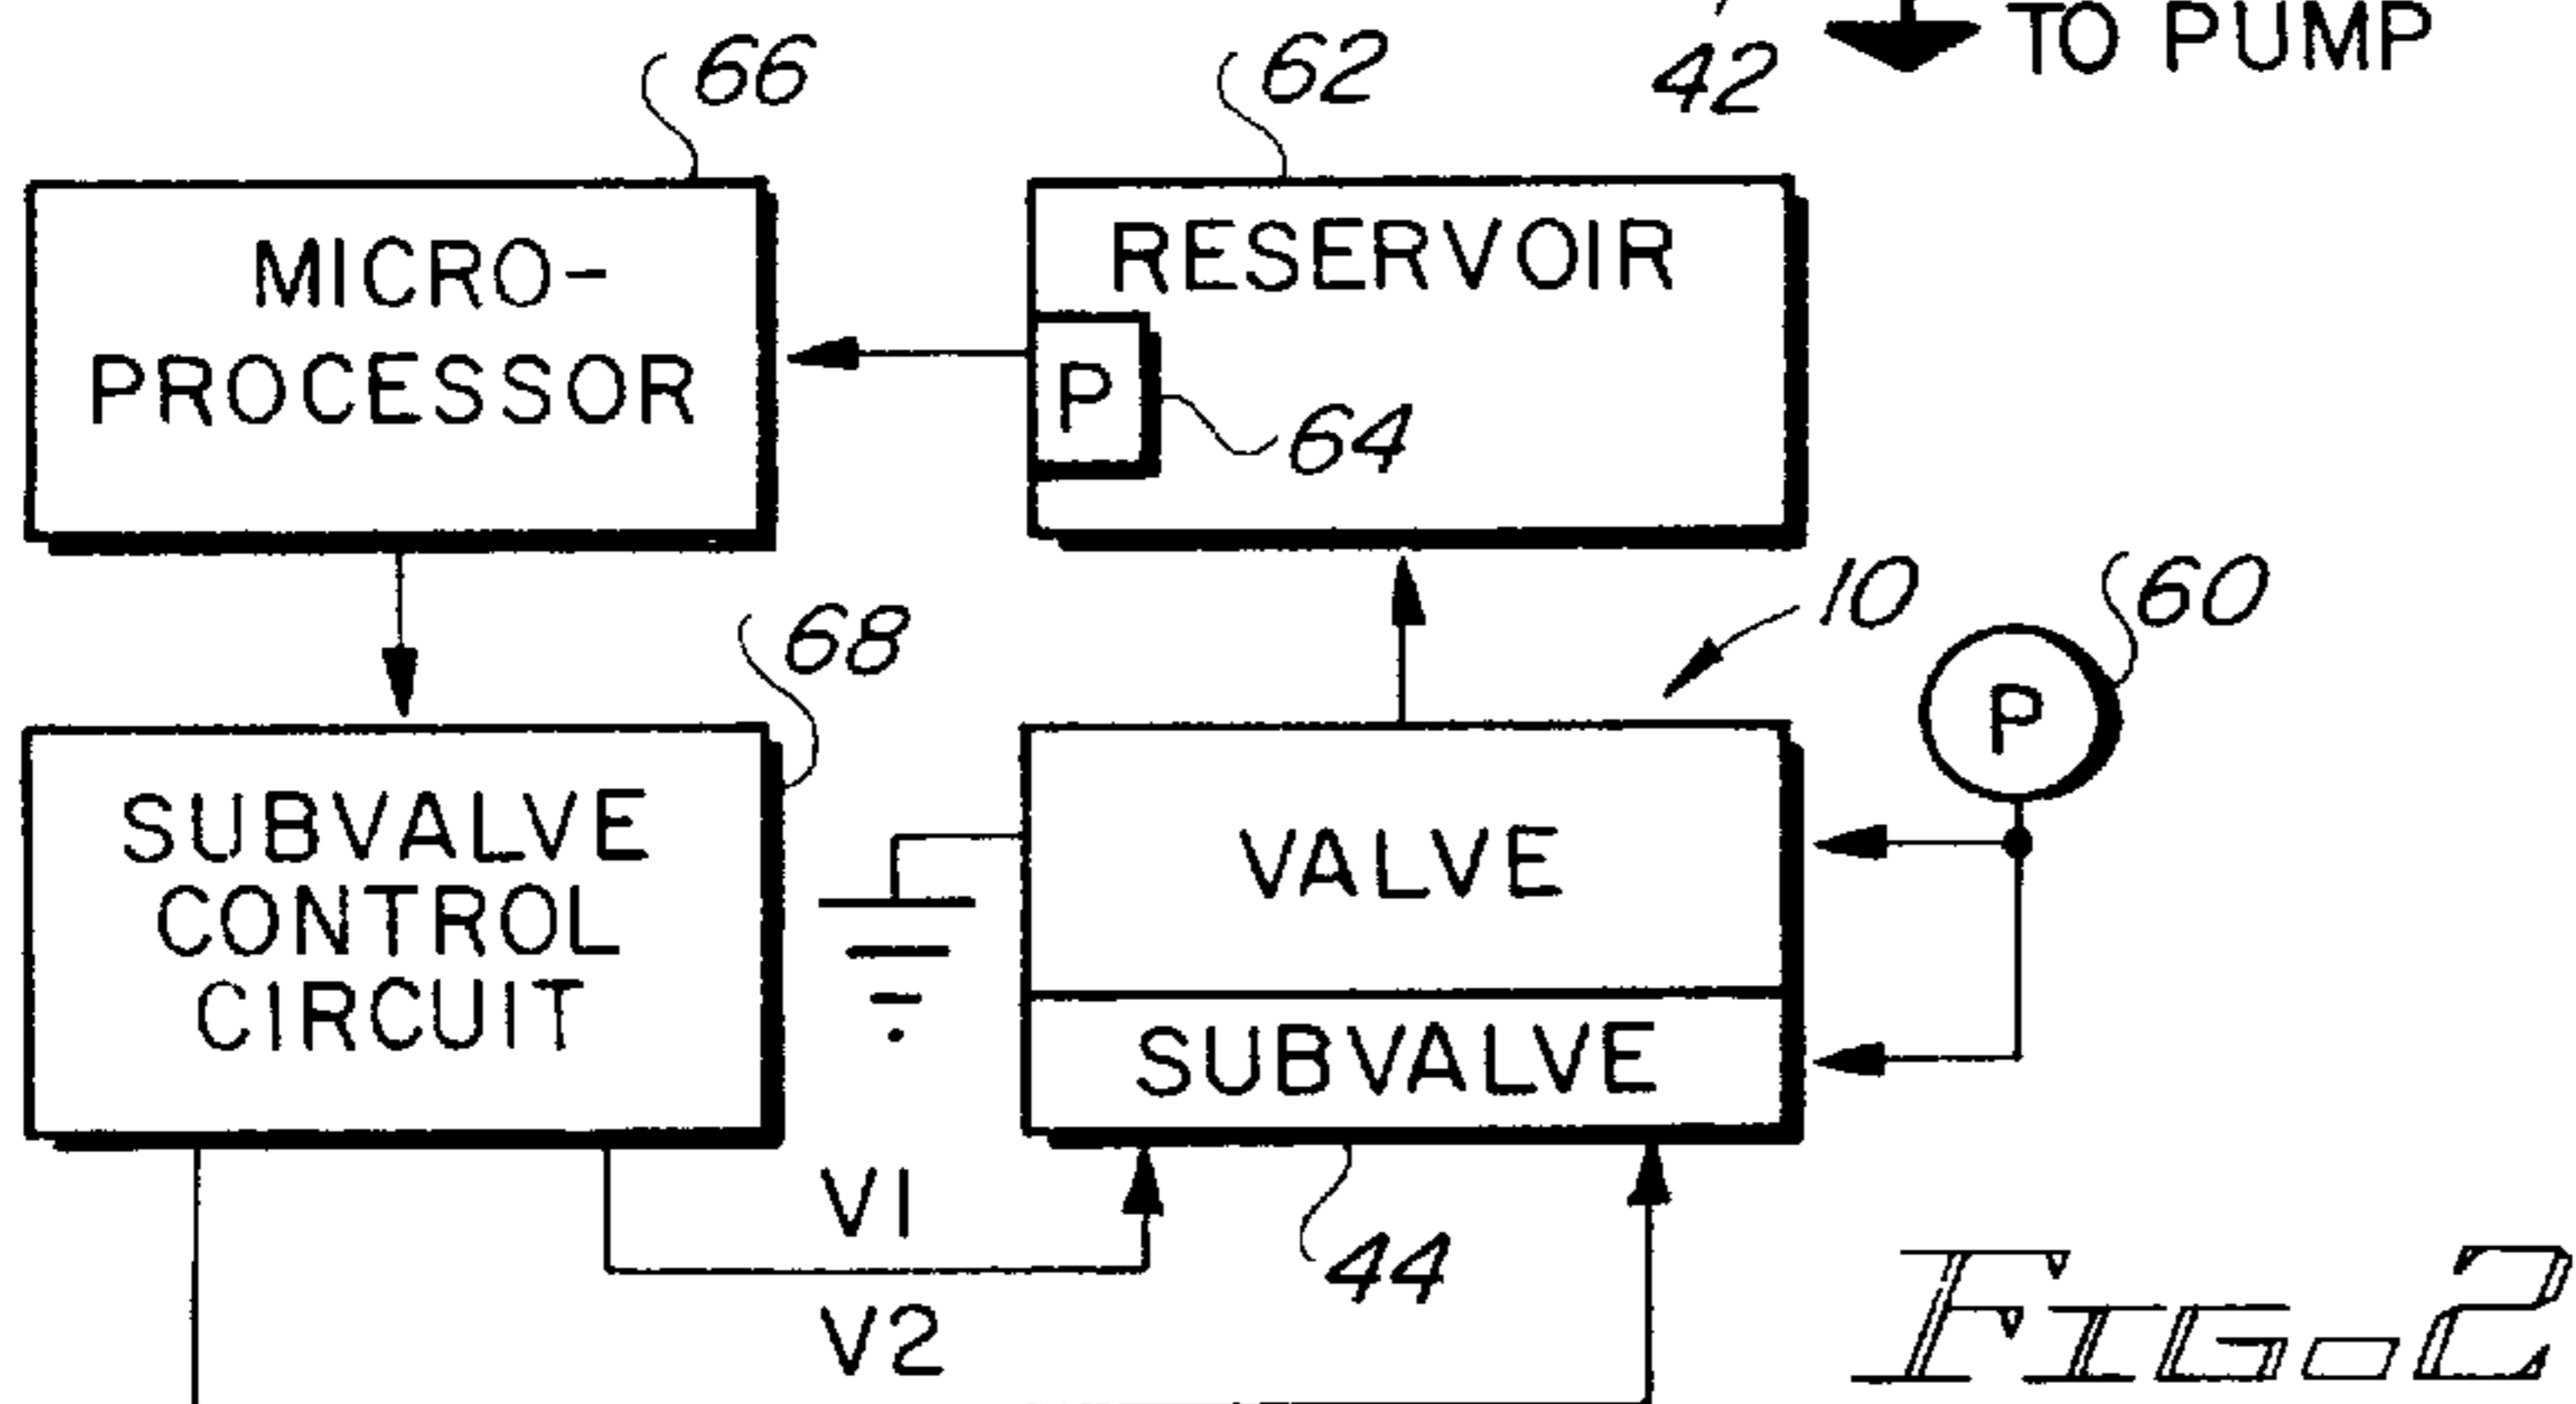 TO PUMP
42
66
62
MICRO-
PROCESSOR
RESERVOIR
P
64
10
60
P
68
SUBVALVE
CONTROL
CIRCUIT
VALVE
SUBVALVE
V1
44
V2
FIG. 2